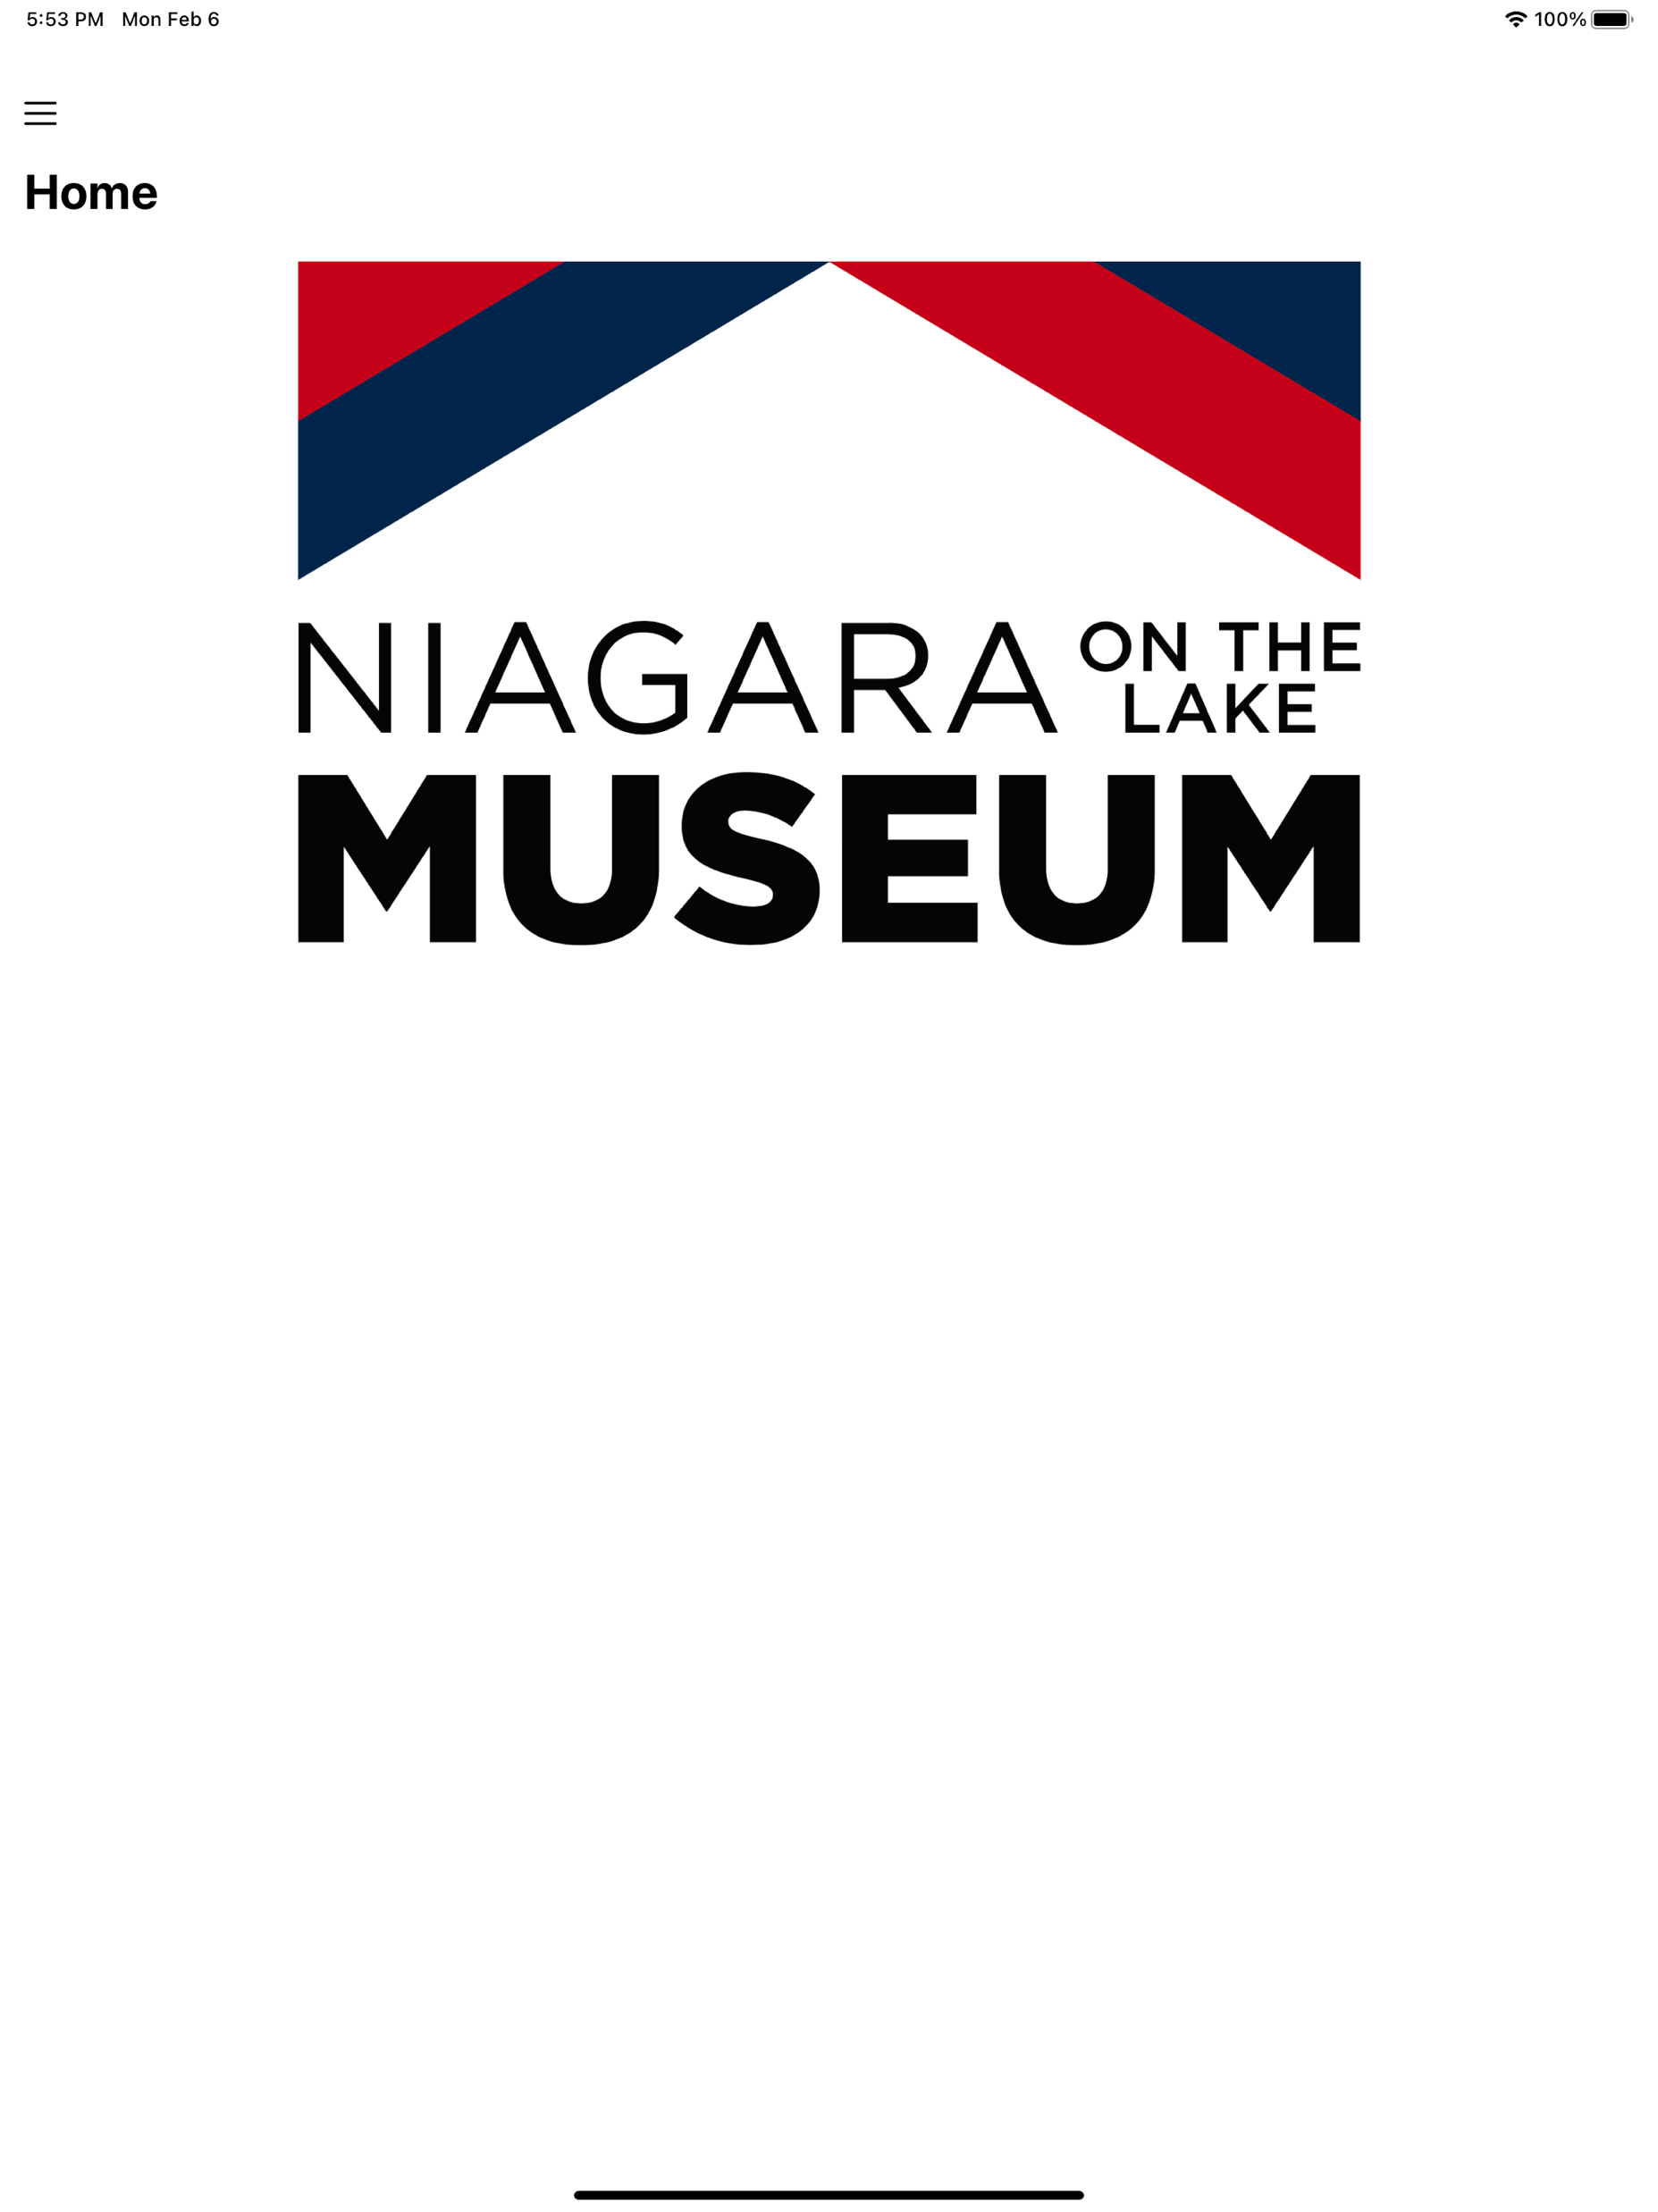 5:53 PM Mon Feb 6 100%
Home
NIAGARA ON THE
LAKE
MUSEUM